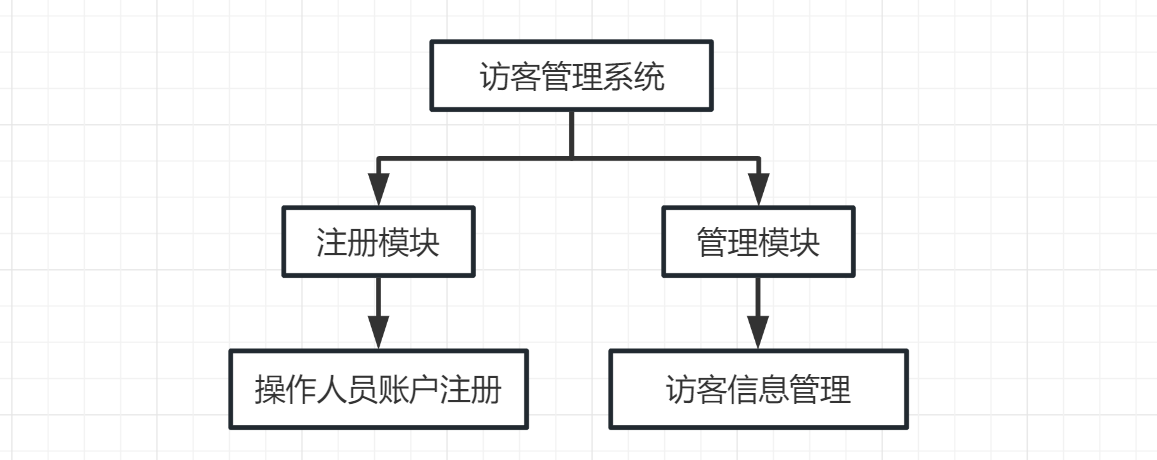 访客管理系统
注册模块
管理模块
操作人员账户注册
访客信息管理